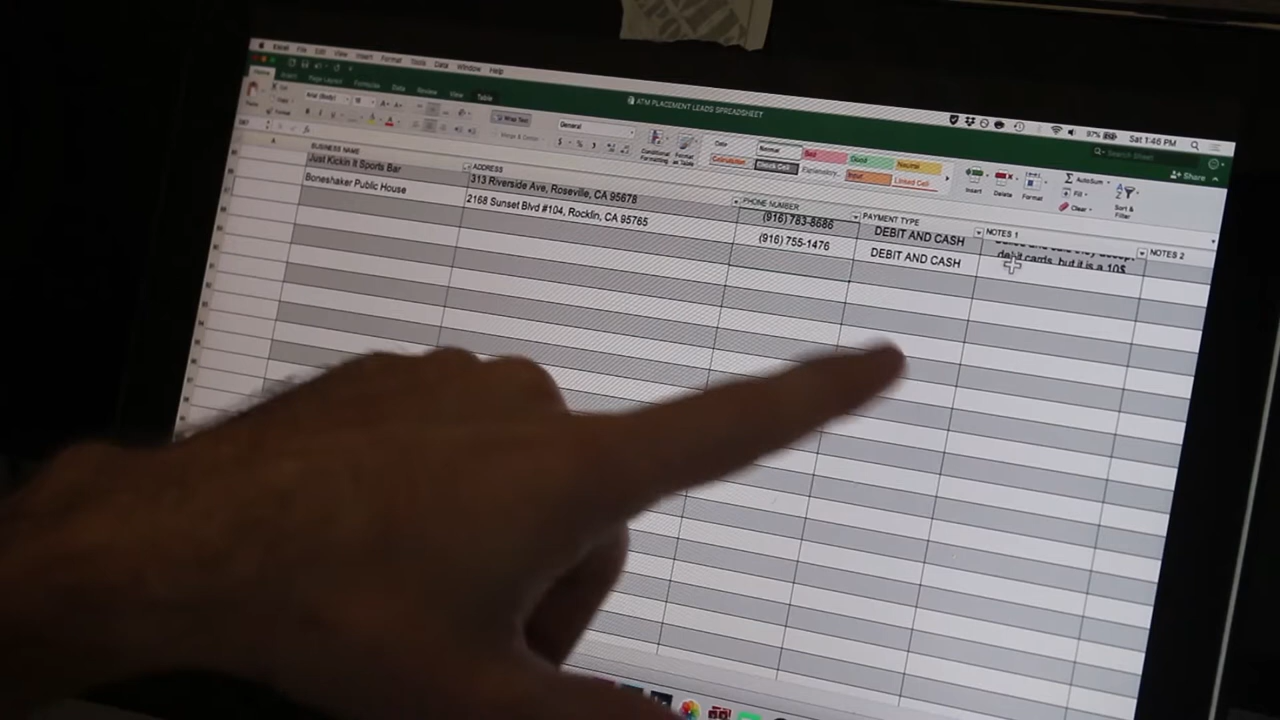 Excel File Edit View Insert Format Tools Data Window Help
97% Sat 1:46 PM
ATM PLACEMENT LEADS SPREADSHEET
Search Sheet
Home Insert Page Layout Formulas Data Review View Table
Share
Wrap Text
General
Merge & Center
Conditional Formatting
Format as Table
Normal Bad Good Neutral
Calculation Check Cell Explanatory... Input Linked Cell
Insert Delete Format
AutoSum
Fill
Clear
Sort & Filter
A
BUSINESS NAME ADDRESS PHONE NUMBER PAYMENT TYPE NOTES 1 NOTES 2
Just Kickin It Sports Bar 313 Riverside Ave, Roseville, CA 95678 (916) 783-8686 DEBIT AND CASH
Boneshaker Public House 2168 Sunset Blvd #104, Rocklin, CA 95765 (916) 755-1476 DEBIT AND CASH
debit cards, but it is a 10$